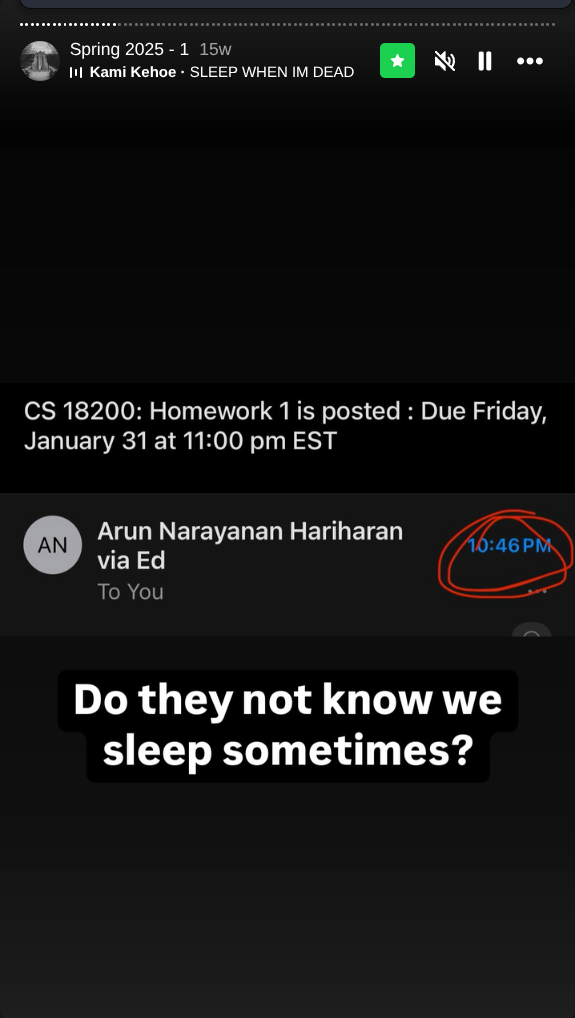 Spring 2025 - 1 15w
Kami Kehoe · SLEEP WHEN IM DEAD
CS 18200: Homework 1 is posted : Due Friday,
January 31 at 11:00 pm EST
AN
Arun Narayanan Hariharan
via Ed
10:46 PM
To You
Do they not know we
sleep sometimes?